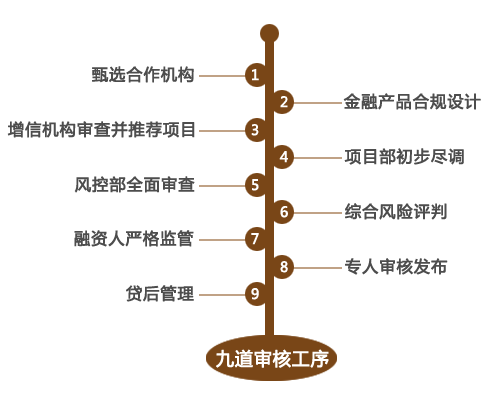 甄选合作机构 1
2 金融产品合规设计
增信机构审查并推荐项目 3
4 项目部初步尽调
风控部全面审查 5
6 综合风险评判
融资人严格监管 7
8 专人审核发布
贷后管理 9
九道审核工序